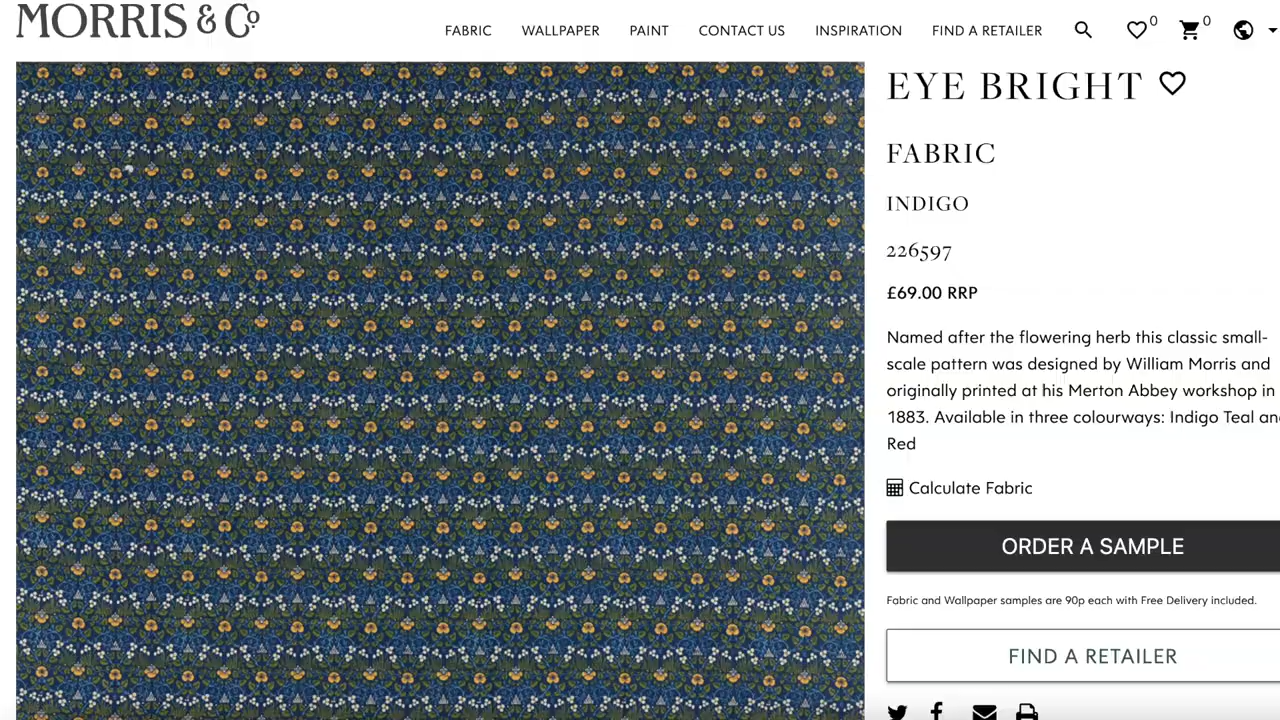 MORRIS & Co
FABRIC WALLPAPER PAINT CONTACT US INSPIRATION FIND A RETAILER 0 0
EYE BRIGHT
FABRIC
INDIGO
226597
£69.00 RRP
Named after the flowering herb this classic small-
scale pattern was designed by William Morris and
originally printed at his Merton Abbey workshop in
1883. Available in three colourways: Indigo Teal an
Red
Calculate Fabric
ORDER A SAMPLE
Fabric and Wallpaper samples are 90p each with Free Delivery included.
FIND A RETAILER